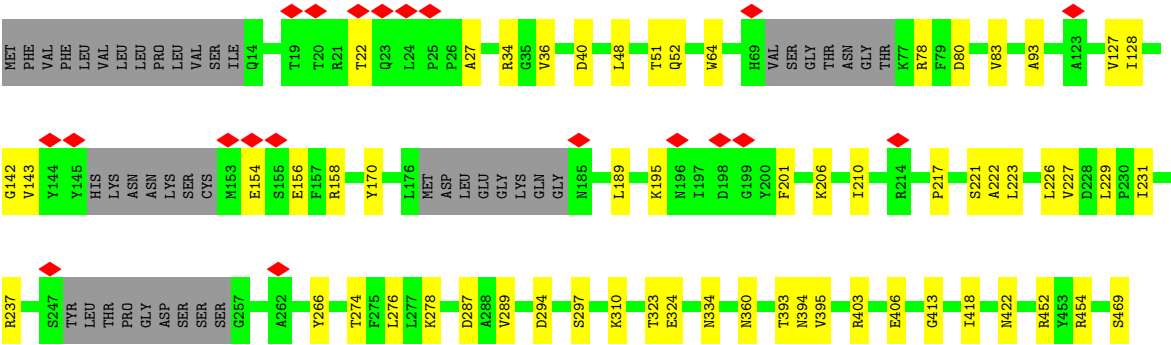 MET PHE VAL PHE LEU VAL LEU LEU PRO LEU VAL SER ILE Q14 T19 T20 R21 T22 Q23 L24 P25 P26 A27 R34 G35 V36 D40 L48 T51 Q52 W64 H69 VAL SER GLY THR ASN GLY THR K77 R78 F79 D80 V83 A93 A123 V127 I128
G142 V143 Y144 Y145 HIS LYS ASN ASN LYS SER CYS M153 E154 S155 E156 F157 R158 Y170 L176 MET ASP LEU GLU GLY LYS GLN GLY N185 L189 K195 N196 I197 D198 G199 Y200 F201 K206 I210 R214 P217 S221 A222 L223 L226 V227 D228 L229 P230 I231
R237 S247 TYR LEU THR PRO GLY ASP SER SER SER G257 A262 Y266 T274 F275 L276 L277 K278 D287 A288 V289 D294 S297 K310 T323 E324 N334 N360 T393 N394 V395 R403 E406 G413 I418 N422 R452 Y453 R454 S469